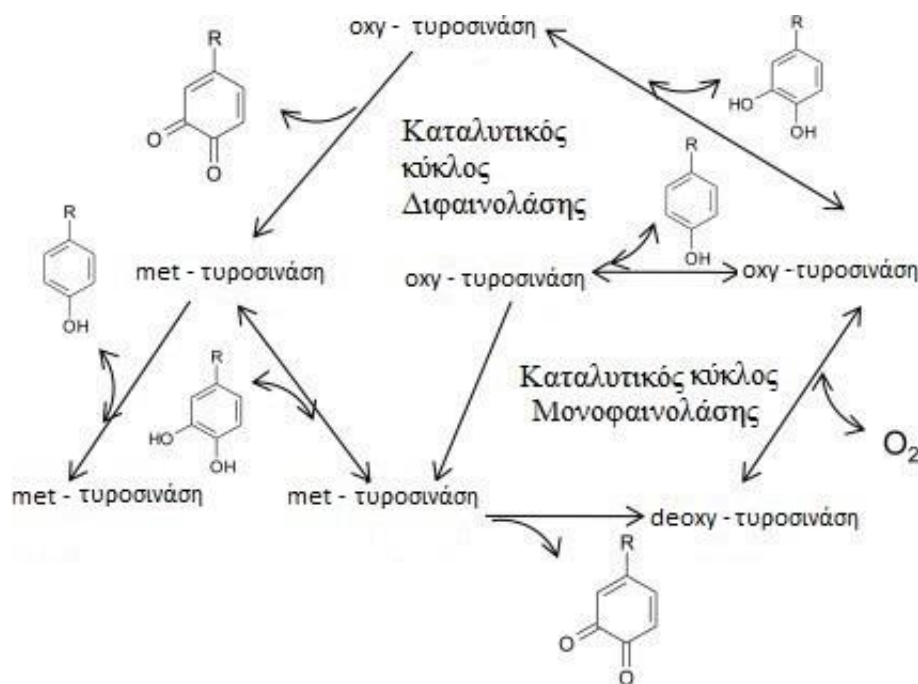 R
oxy - τυροσινάση
R
HO
OH
O
O
Καταλυτικός
κύκλος
Διφαινολάσης
R
OH
R
OH
met - τυροσινάση
oxy - τυροσινάση
oxy - τυροσινάση
R
HO
OH
Καταλυτικός κύκλος
Μονοφαινολάσης
O2
met - τυροσινάση
met - τυροσινάση
deoxy - τυροσινάση
R
O
O